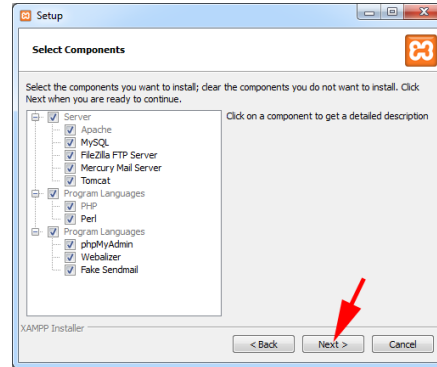 Setup
Select Components
Select the components you want to install; clear the components you do not want to install. Click
Next when you are ready to continue.
Server
Apache
MySQL
FileZilla FTP Server
Mercury Mail Server
Tomcat
Program Languages
PHP
Perl
Program Languages
phpMyAdmin
Webalizer
Fake Sendmail
Click on a component to get a detailed description
XAMPP Installer
< Back
Next >
Cancel